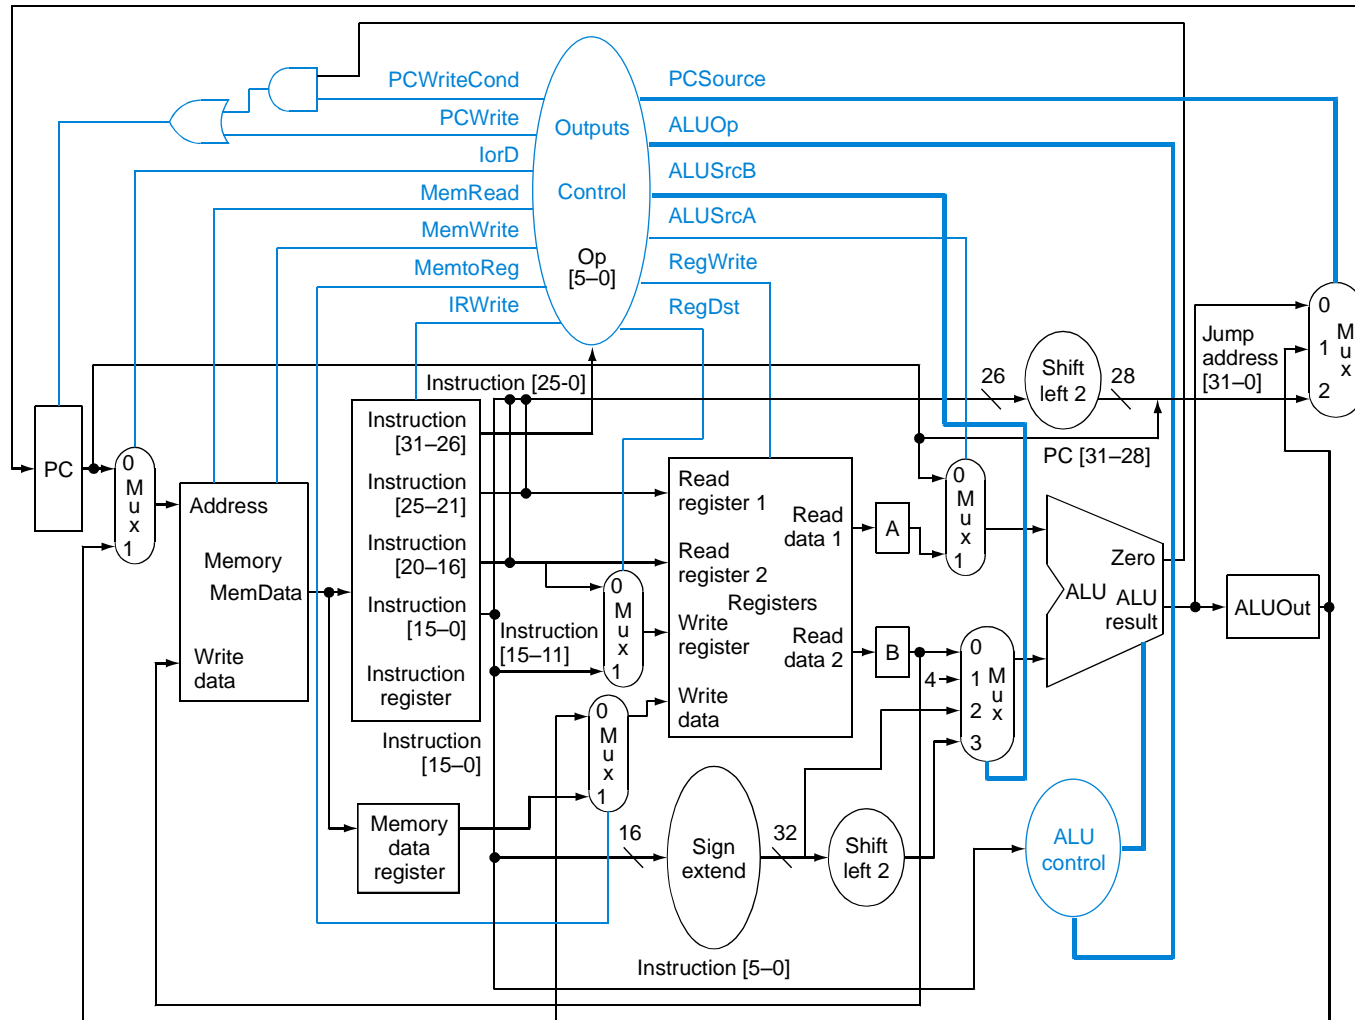 PCWriteCond
PCWrite
IorD
MemRead
MemWrite
MemtoReg
IRWrite
Outputs
Control
Op
[5–0]
PCSource
ALUOp
ALUSrcB
ALUSrcA
RegWrite
RegDst
Instruction [25-0]
26
Shift
left 2
28
Jump
address
[31–0]
0
1
2
M
u
x
PC [31–28]
PC
0
M
u
x
1
Address
Memory
MemData
Write
data
Instruction
[31–26]
Instruction
[25–21]
Instruction
[20–16]
Instruction
[15–0]
Instruction
register
Instruction
[15–11]
Instruction
[15–0]
Memory
data
register
0
M
u
x
1
0
M
u
x
1
Read
register 1
Read
register 2
Registers
Write
register
Write
data
Read
data 1
Read
data 2
A
B
4
0
M
u
x
1
0
1
2
3
M
u
x
Zero
ALU
ALU
result
ALUOut
16
Sign
extend
32
Shift
left 2
ALU
control
Instruction [5–0]